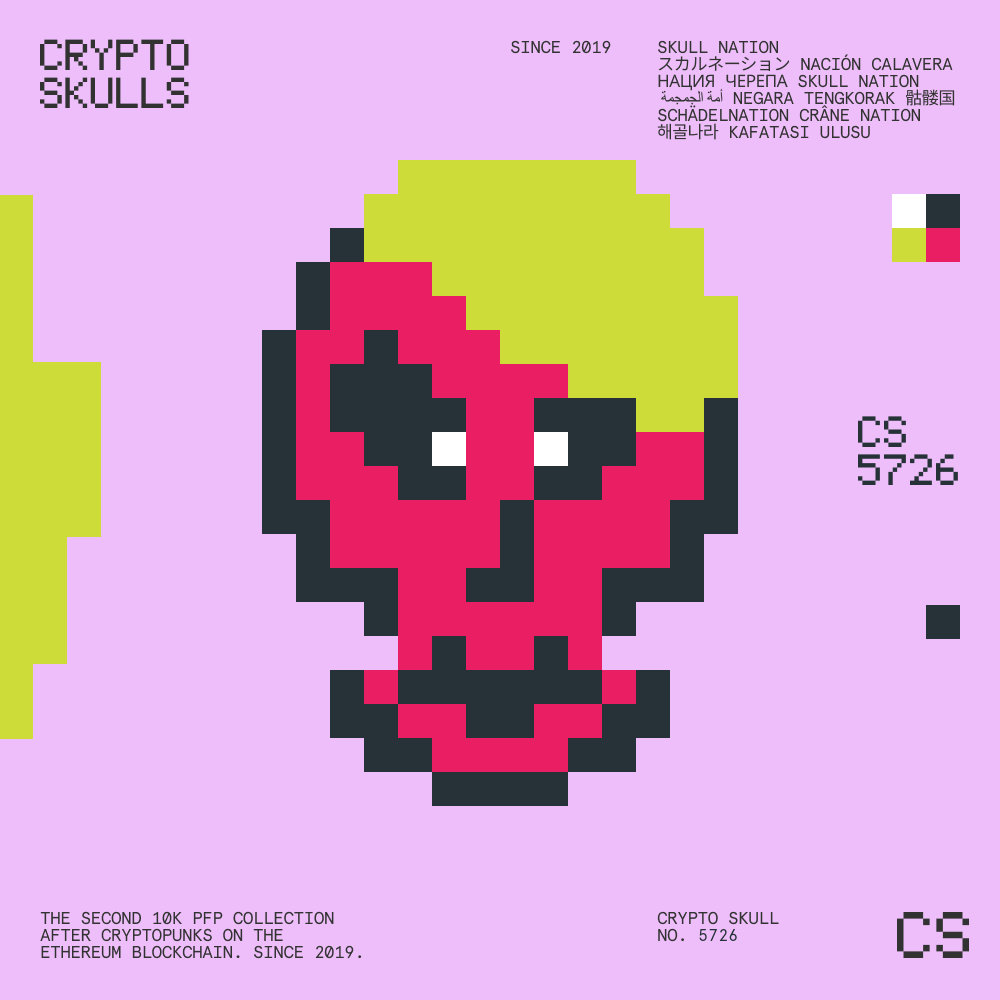 CRYPTO
SKULLS
SINCE 2019
SKULL NATION
スカルネーション NACIÓN CALAVERA
НАЦИЯ ЧЕРЕПА SKULL NATION
أمة الجمجمة NEGARA TENGKORAK 骷髅国
SCHÄDELNATION CRÂNE NATION
해골나라 KAFATASI ULUSU
CS
5726
THE SECOND 10K PFP COLLECTION
AFTER CRYPTOPUNKS ON THE
ETHEREUM BLOCKCHAIN. SINCE 2019.
CRYPTO SKULL
NO. 5726
CS